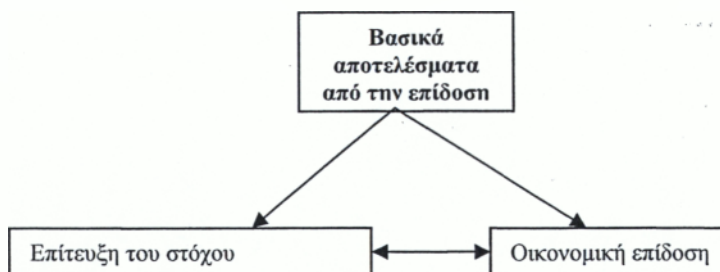 Βασικά
αποτελέσματα
από την επίδοση
Επίτευξη του στόχου
Οικονομική επίδοση